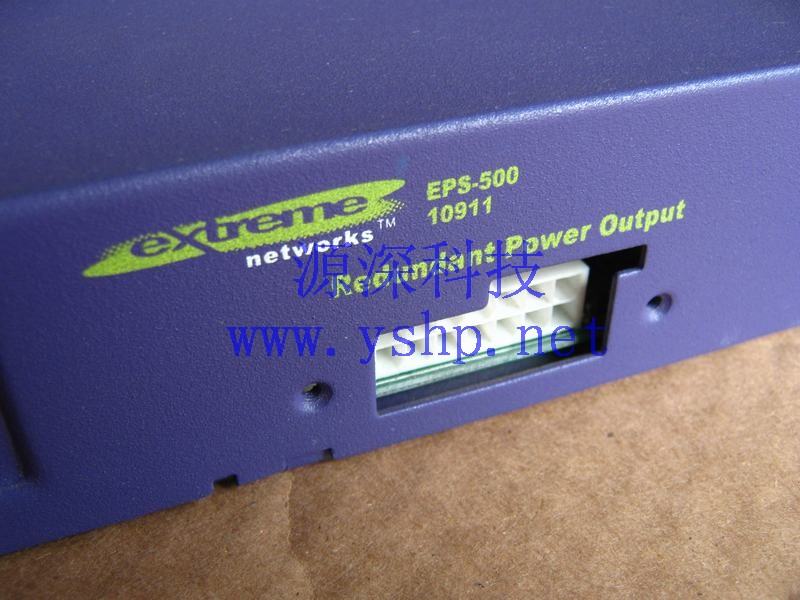 extreme
networks™
EPS-500
10911
Redundant Power Output
源深科技
www.yshp.net